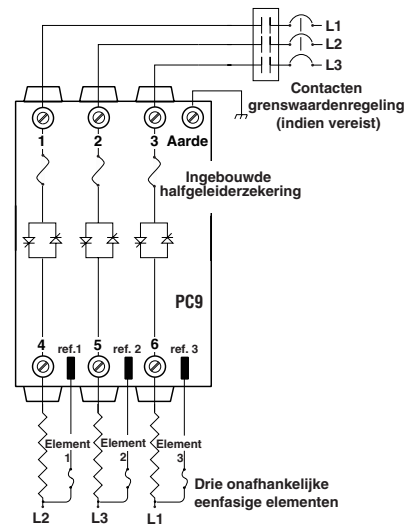 L1
L2
L3
Contacten
grenswaardenregeling
(indien vereist)
1 2 3 Aarde
Ingebouwde
halfgeleiderzekering
PC9
4 ref.1 5 ref. 2 6 ref. 3
Element
1
Element
2
Element
3
Drie onafhankelijke
eenfasige elementen
L2 L3 L1